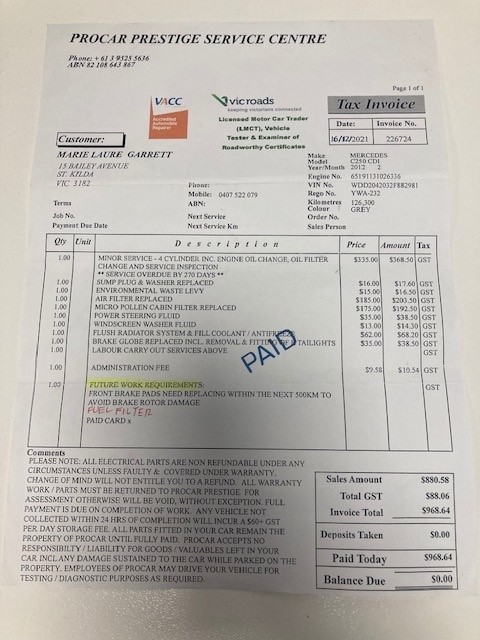 PROCAR PRESTIGE SERVICE CENTRE
Phone: + 61 3 9525 5636
ABN 82 108 643 867
Page 1 of 1
VACC
Accredited Automobile Repairer
vicroads
keeping victorians connected
Licensed Motor Car Trader
(LMCT), Vehicle
Tester & Examiner of
Roadworthy Certificates
Tax Invoice
Date: Invoice No.
16/12/2021 226724
Customer:
MARIE LAURE GARRETT
15 BAILEY AVENUE
ST. KILDA
VIC 3182
Phone:
Mobile: 0407 522 079
ABN:
Make MERCEDES
Model C250 CDI
Year/Month 2012 2
Engine No. 65191131026336
VIN No. WDD2042032F882981
Rego No. YWA-232
Kilometres 126,300
Colour GREY
Order No.
Sales Person
Terms
Job No. Next Service
Payment Due Date Next Service Km
Qty Unit Description Price Amount Tax
1.00 MINOR SERVICE - 4 CYLINDER INC. ENGINE OIL CHANGE, OIL FILTER $335.00 $368.50 GST
CHANGE AND SERVICE INSPECTION
** SERVICE OVERDUE BY 270 DAYS **
1.00 SUMP PLUG & WASHER REPLACED $16.00 $17.60 GST
1.00 ENVIRONMENTAL WASTE LEVY $15.00 $16.50 GST
1.00 AIR FILTER REPLACED $185.00 $203.50 GST
1.00 MICRO POLLEN CABIN FILTER REPLACED $175.00 $192.50 GST
1.00 POWER STEERING FLUID $35.00 $38.50 GST
1.00 WINDSCREEN WASHER FLUID $13.00 $14.30 GST
1.00 FLUSH RADIATOR SYSTEM & FILL COOLANT / ANTIFREEZE $62.00 $68.20 GST
1.00 BRAKE GLOBE REPLACED INCL. REMOVAL & FITTING OF TAILIGHTS $35.00 $38.50 GST
1.00 LABOUR CARRY OUT SERVICES ABOVE GST
PAID
1.00 ADMINISTRATION FEE $9.58 $10.54 GST
1.00 FUTURE WORK REQUIREMENTS: GST
FRONT BRAKE PADS NEED REPLACING WITHIN THE NEXT 500KM TO
AVOID BRAKE ROTOR DAMAGE
FUEL FILTER
PAID CARD x
Comments
PLEASE NOTE: ALL ELECTRICAL PARTS ARE NON REFUNDABLE UNDER ANY
CIRCUMSTANCES UNLESS FAULTY & COVERED UNDER WARRANTY.
CHANGE OF MIND WILL NOT ENTITLE YOU TO A REFUND. ALL WARRANTY
WORK / PARTS MUST BE RETURNED TO PROCAR PRESTIGE FOR
ASSESSMENT OTHERWISE WILL BE VOID, WITHOUT EXCEPTION. FULL
PAYMENT IS DUE ON COMPLETION OF WORK. ANY VEHICLE NOT
COLLECTED WITHIN 24 HRS OF COMPLETION WILL INCUR A $60+ GST
PER DAY STORAGE FEE. ALL PARTS FITTED IN YOUR CAR REMAIN THE
PROPERTY OF PROCAR UNTIL FULLY PAID. PROCAR ACCEPTS NO
RESPONSIBILTY / LIABILITY FOR GOODS / VALUABLES LEFT IN YOUR
CAR INCL ANY DAMAGE SUSTAINED TO THE CAR WHILE PARKED ON THE
PROPERTY. EMPLOYEES OF PROCAR MAY DRIVE YOUR VEHICLE FOR
TESTING / DIAGNOSTIC PURPOSES AS REQUIRED.
Sales Amount $880.58
Total GST $88.06
Invoice Total $968.64
Deposits Taken $0.00
Paid Today $968.64
Balance Due $0.00